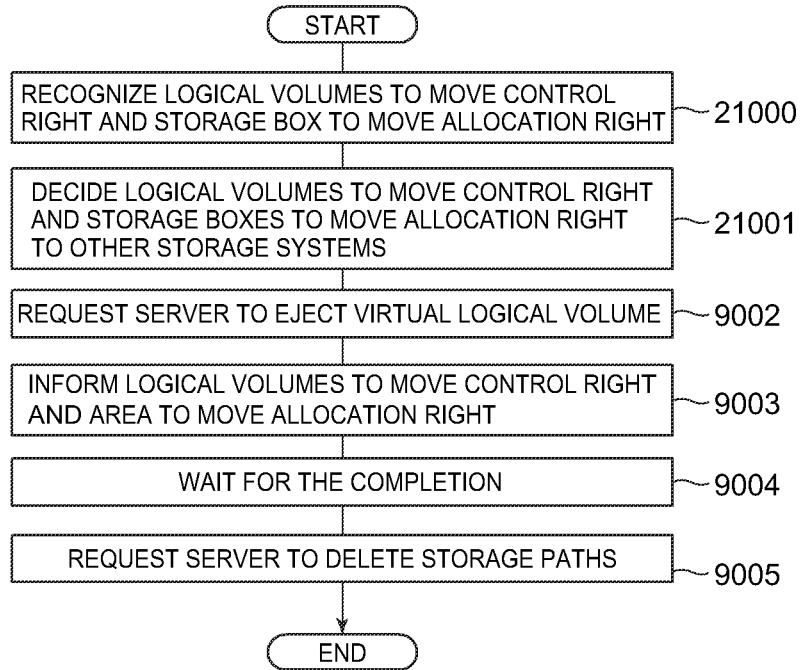 START
RECOGNIZE LOGICAL VOLUMES TO MOVE CONTROL
RIGHT AND STORAGE BOX TO MOVE ALLOCATION RIGHT
21000
DECIDE LOGICAL VOLUMES TO MOVE CONTROL RIGHT
AND STORAGE BOXES TO MOVE ALLOCATION RIGHT
TO OTHER STORAGE SYSTEMS
21001
REQUEST SERVER TO EJECT VIRTUAL LOGICAL VOLUME
9002
INFORM LOGICAL VOLUMES TO MOVE CONTROL RIGHT
AND AREA TO MOVE ALLOCATION RIGHT
9003
WAIT FOR THE COMPLETION
9004
REQUEST SERVER TO DELETE STORAGE PATHS
9005
END